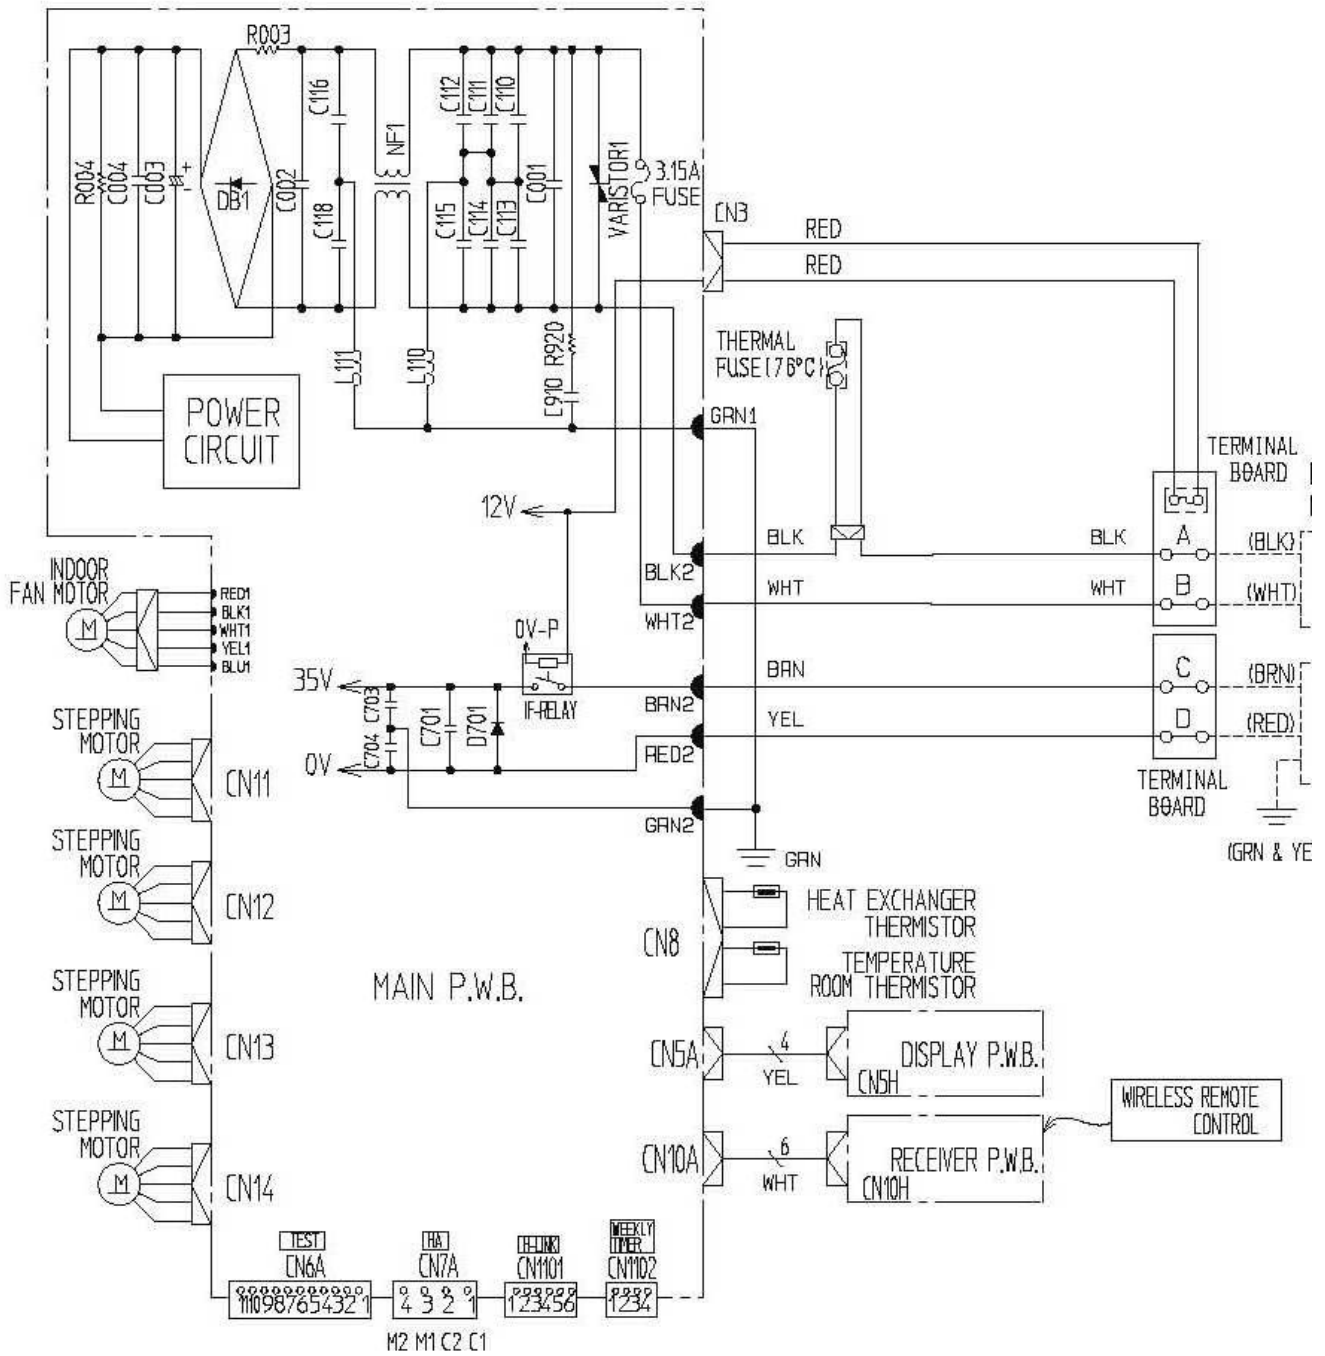 R003
C116
NF1
C112
C111
C110
R004
C004
C003
+
-
DB1
C002
C118
C115
C114
C113
C001
VARISTOR1
3.15A
FUSE
CN3
RED
RED
L111
L110
C910
R920
THERMAL
FUSE(76°C)
POWER
CIRCUIT
GRN1
TERMINAL
BOARD
12V
BLK
BLK
A
(BLK)
BLK2
WHT
WHT
B
(WHT)
WHT2
INDOOR
FAN MOTOR
M
RED1
BLK1
WHT1
YEL1
BLU1
0V-P
35V
C703
C704
C701
D701
IF-RELAY
BRN
BRN2
C
(BRN)
YEL
D
(RED)
0V
RED2
TERMINAL
BOARD
GRN2
GRN
(GRN & YE
STEPPING
MOTOR
M
CN11
STEPPING
MOTOR
M
CN12
STEPPING
MOTOR
M
CN13
STEPPING
MOTOR
M
CN14
MAIN P.W.B.
CN8
HEAT EXCHANGER
THERMISTOR
TEMPERATURE
ROOM THERMISTOR
CN5A
4
YEL
DISPLAY P.W.B.
CN5H
WIRELESS REMOTE
CONTROL
CN10A
6
WHT
RECEIVER P.W.B.
CN10H
TEST
CN6A
11 10 9 8 7 6 5 4 3 2 1
HA
CN7A
4 3 2 1
M2 M1 C2 C1
H-LINK
CN1101
1 2 3 4 5 6
WEEKLY
TIMER
CN1102
1 2 3 4